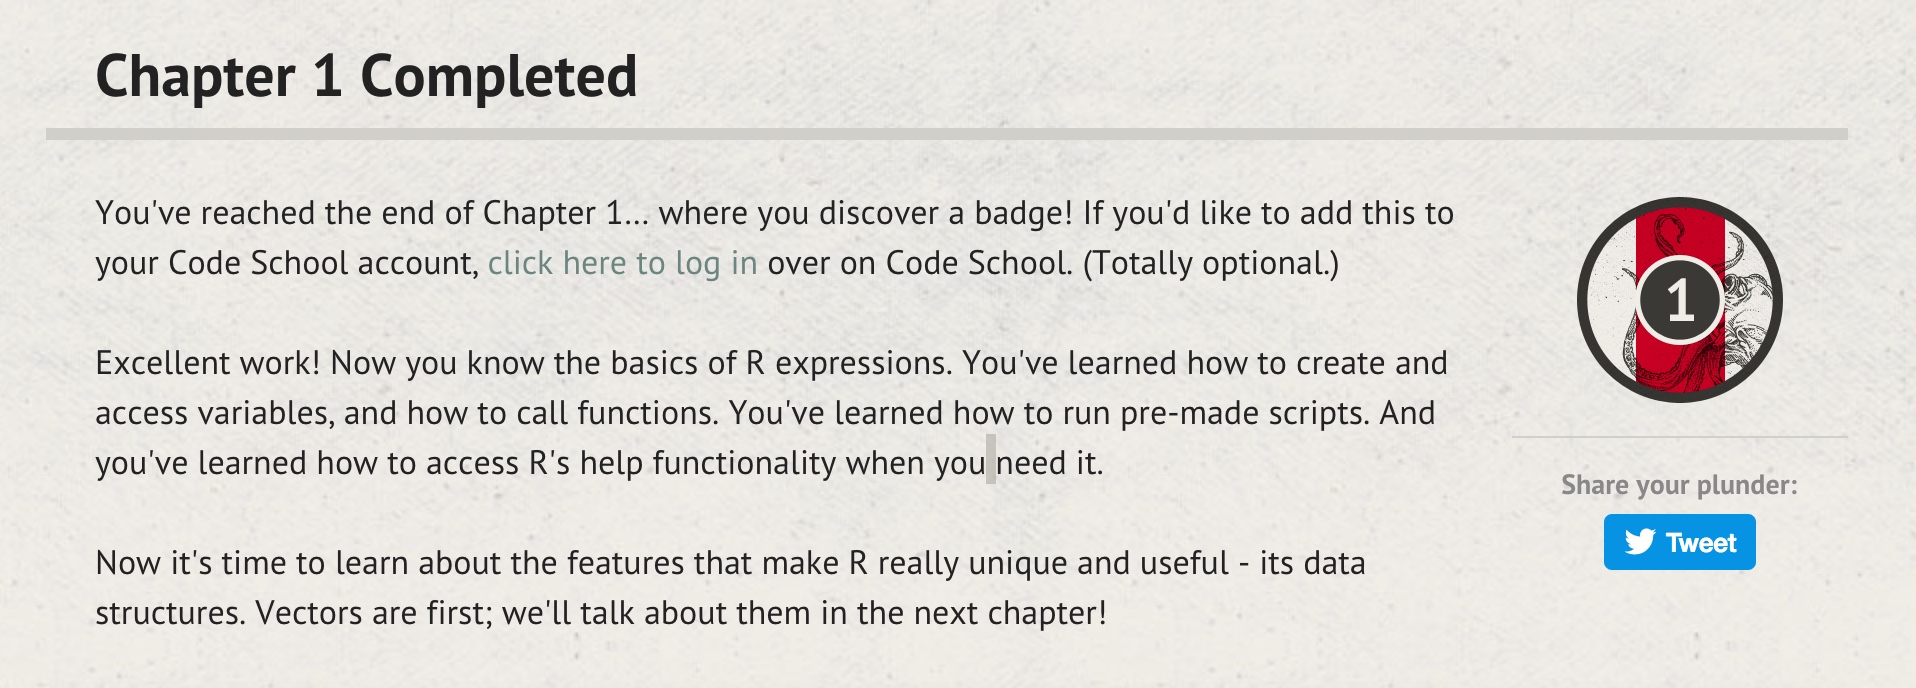 Chapter 1 Completed
You've reached the end of Chapter 1... where you discover a badge! If you'd like to add this to
your Code School account, click here to log in over on Code School. (Totally optional.)
Excellent work! Now you know the basics of R expressions. You've learned how to create and
access variables, and how to call functions. You've learned how to run pre-made scripts. And
you've learned how to access R's help functionality when you need it.
Now it's time to learn about the features that make R really unique and useful - its data
structures. Vectors are first; we'll talk about them in the next chapter!
1
Share your plunder:
Tweet